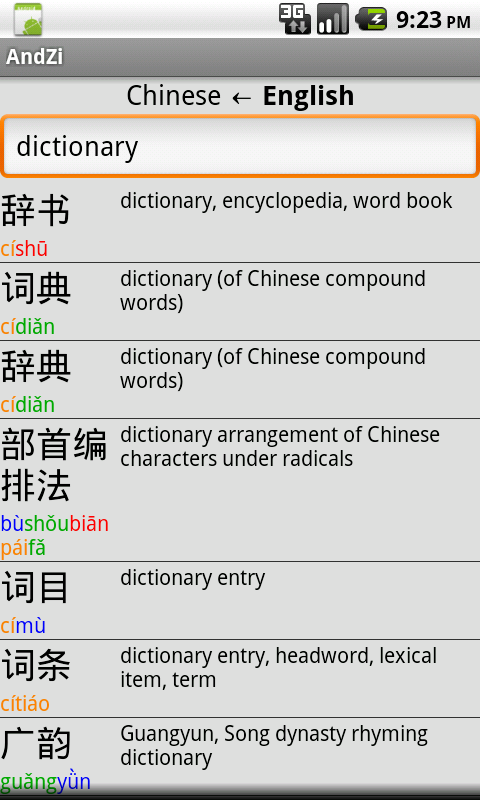 3G 9:23 PM
AndZi
Chinese ← English
dictionary
辞书
císhū
dictionary, encyclopedia, word book
词典
cídiǎn
dictionary (of Chinese compound
words)
辞典
cídiǎn
dictionary (of Chinese compound
words)
部首编
排法
bùshǒubiān
páifǎ
dictionary arrangement of Chinese
characters under radicals
词目
címù
dictionary entry
词条
cítiáo
dictionary entry, headword, lexical
item, term
广韵
guǎngyùn
Guangyun, Song dynasty rhyming
dictionary